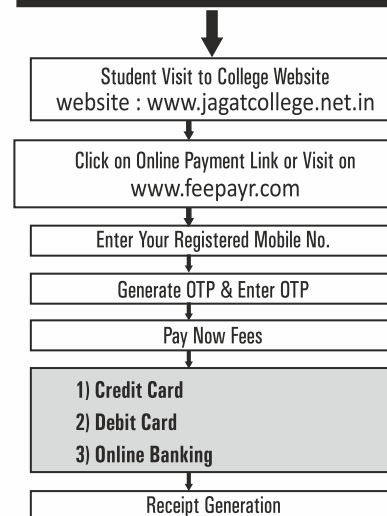 Student Visit to College Website
website : www.jagatcollege.net.in
Click on Online Payment Link or Visit on
www.feepayr.com
Enter Your Registered Mobile No.
Generate OTP & Enter OTP
Pay Now Fees
1) Credit Card
2) Debit Card
3) Online Banking
Receipt Generation